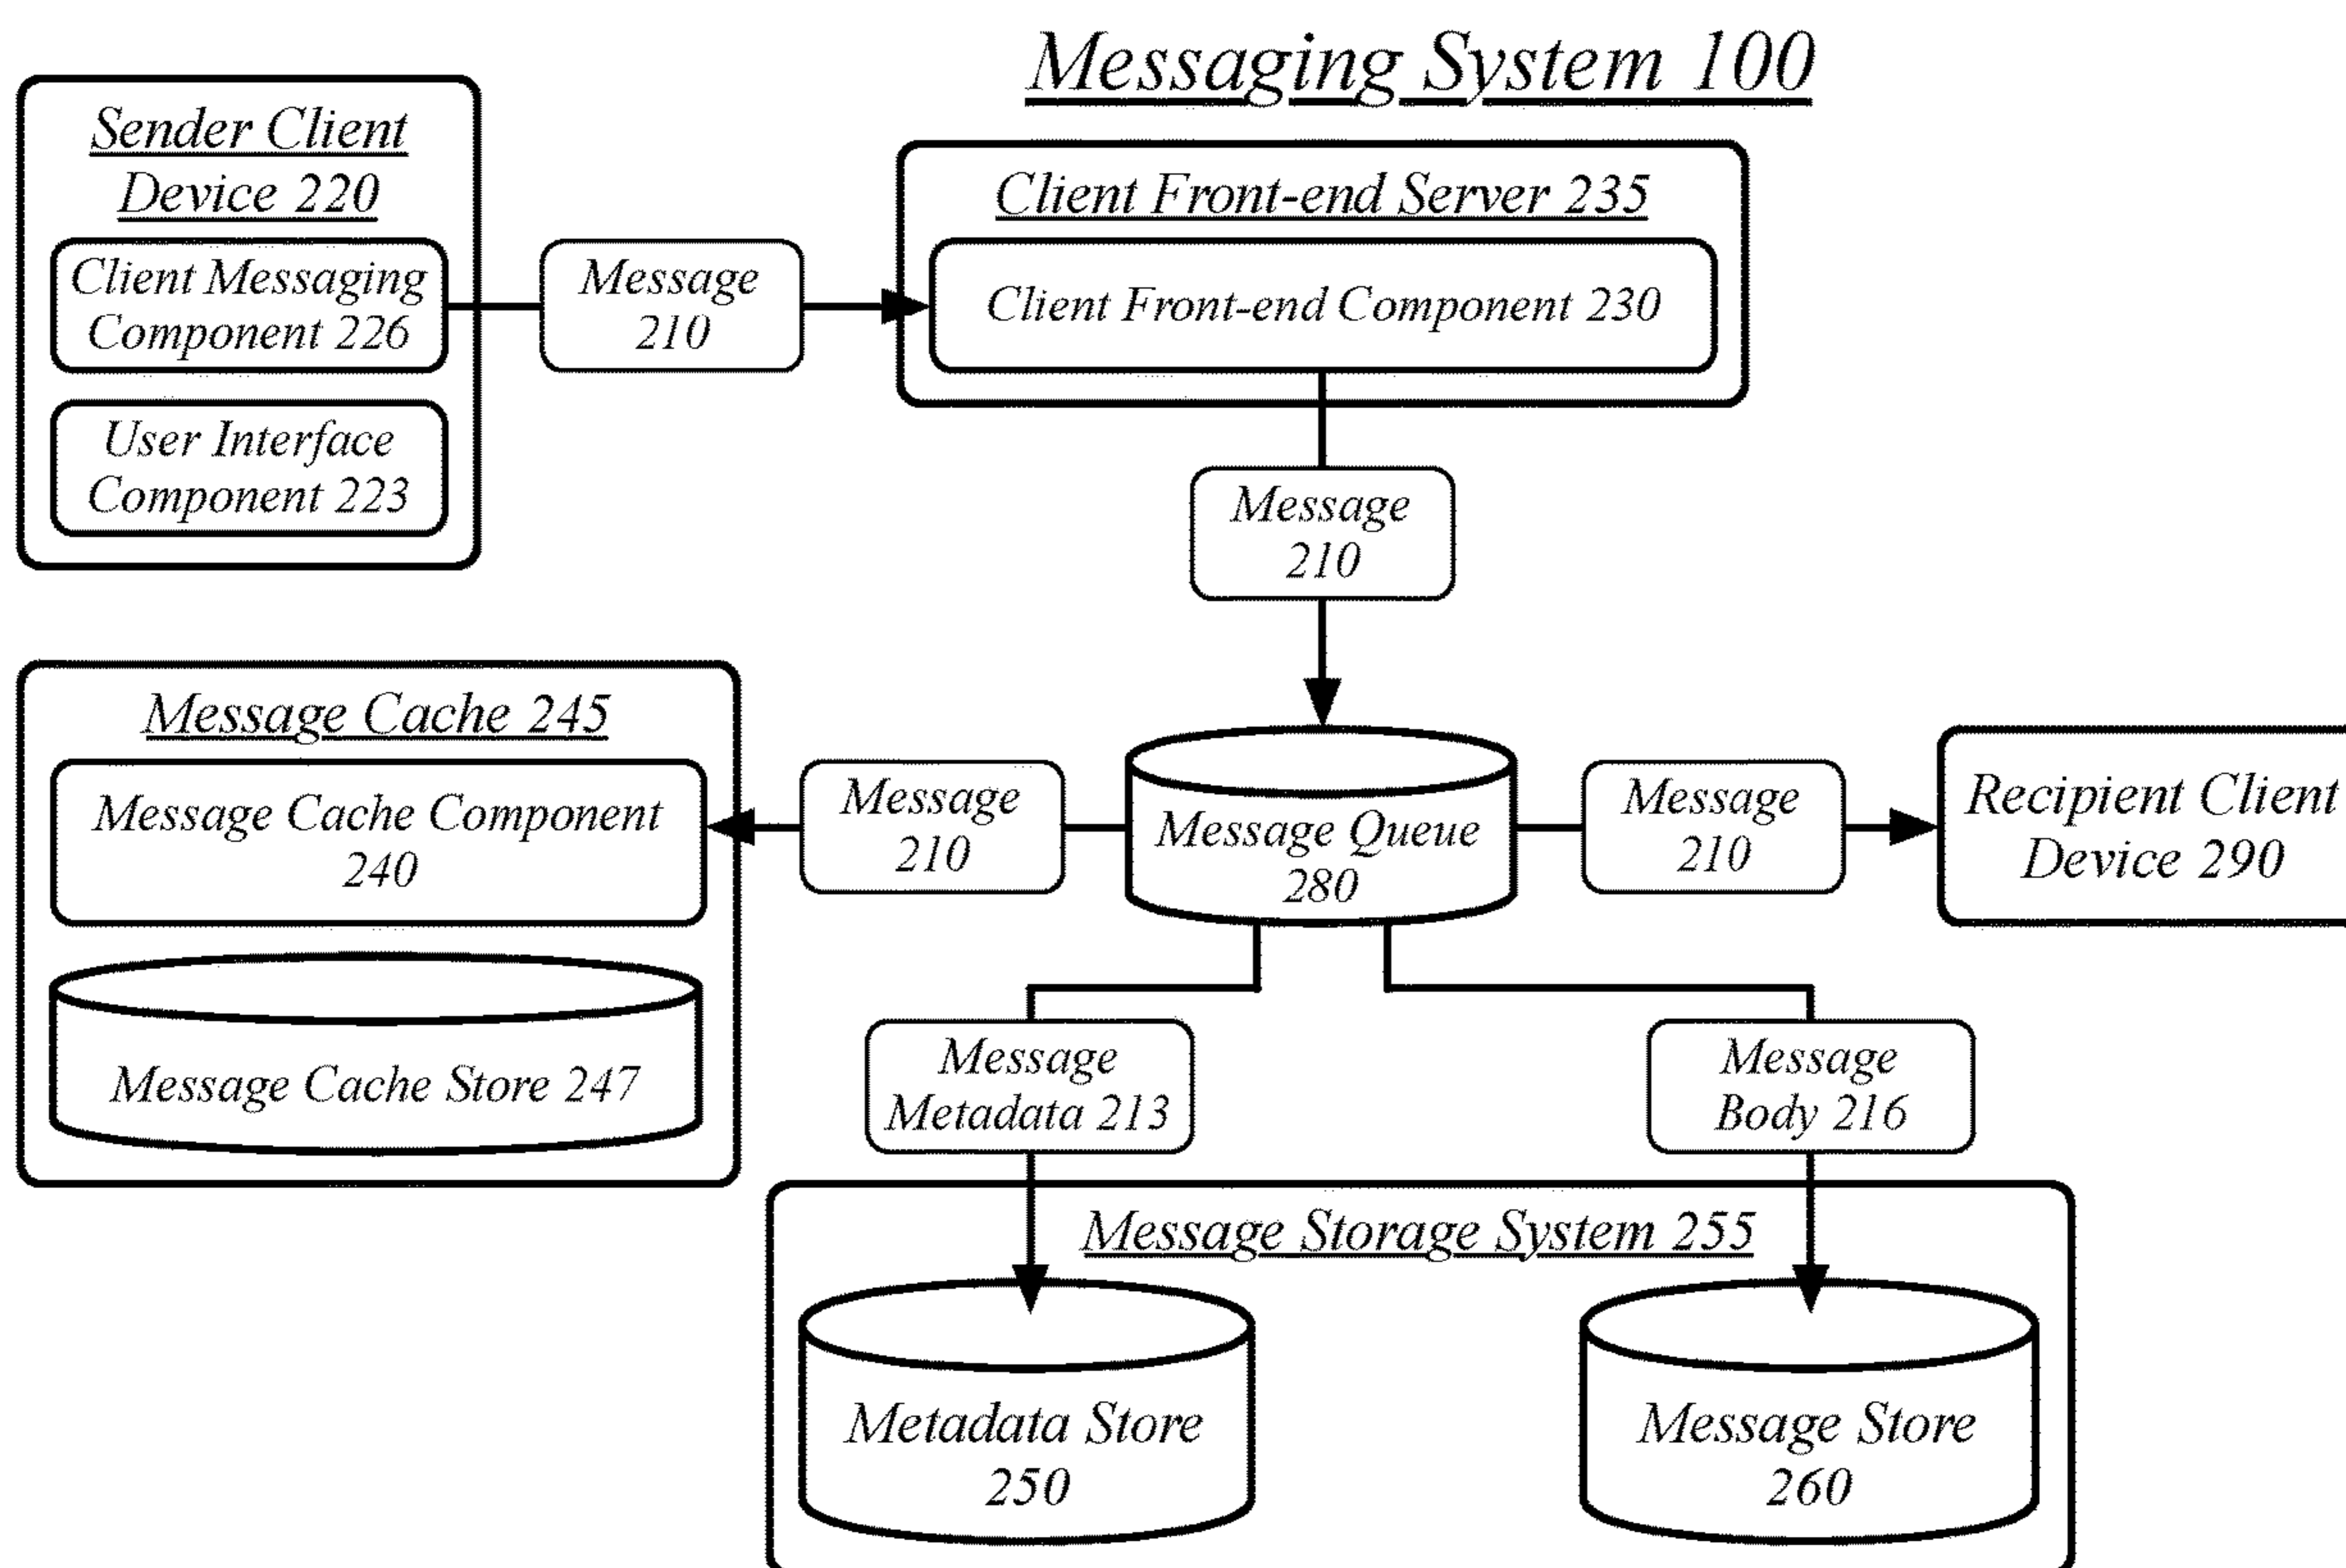 Messaging System 100
Sender Client
Device 220
Client Messaging
Component 226
User Interface
Component 223
Message
210
Client Front-end Server 235
Client Front-end Component 230
Message
210
Message Cache 245
Message Cache Component
240
Message Cache Store 247
Message
210
Message Queue
280
Message
210
Recipient Client
Device 290
Message
Metadata 213
Message
Body 216
Message Storage System 255
Metadata Store
250
Message Store
260